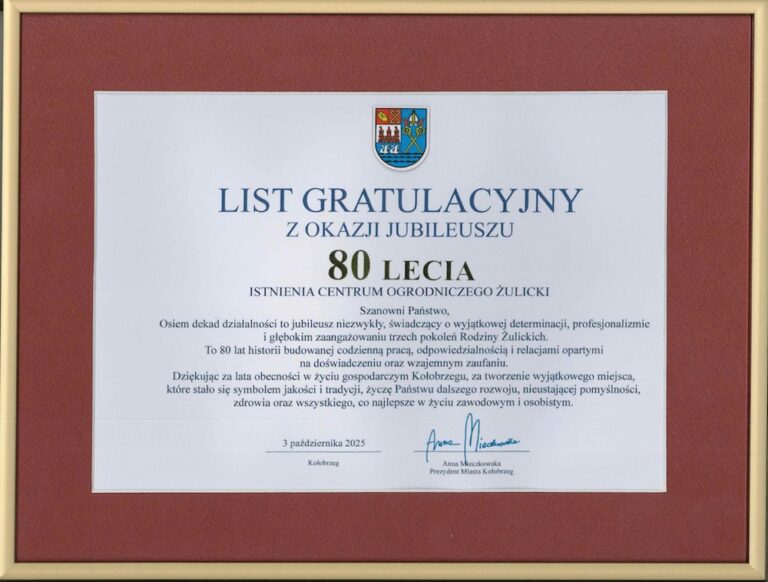 LIST GRATULACYJNY
Z OKAZJI JUBILEUSZU
80 LECIA
ISTNIENIA CENTRUM OGRODNICZEGO ŻULICKI
Szanowni Państwo,
Osiem dekad działalności to jubileusz niezwykły, świadczący o wyjątkowej determinacji, profesjonalizmie
i głębokim zaangażowaniu trzech pokoleń Rodziny Żulickich.
To 80 lat historii budowanej codzienną pracą, odpowiedzialnością i relacjami opartymi
na doświadczeniu oraz wzajemnym zaufaniu.
Dziękując za lata obecności w życiu gospodarczym Kołobrzegu, za tworzenie wyjątkowego miejsca,
które stało się symbolem jakości i tradycji, życzę Państwu dalszego rozwoju, nieustającej pomyślności,
zdrowia oraz wszystkiego, co najlepsze w życiu zawodowym i osobistym.
3 października 2025
Kołobrzeg
Anna Mieczkowska
Anna Mieczkowska
Prezydent Miasta Kołobrzeg